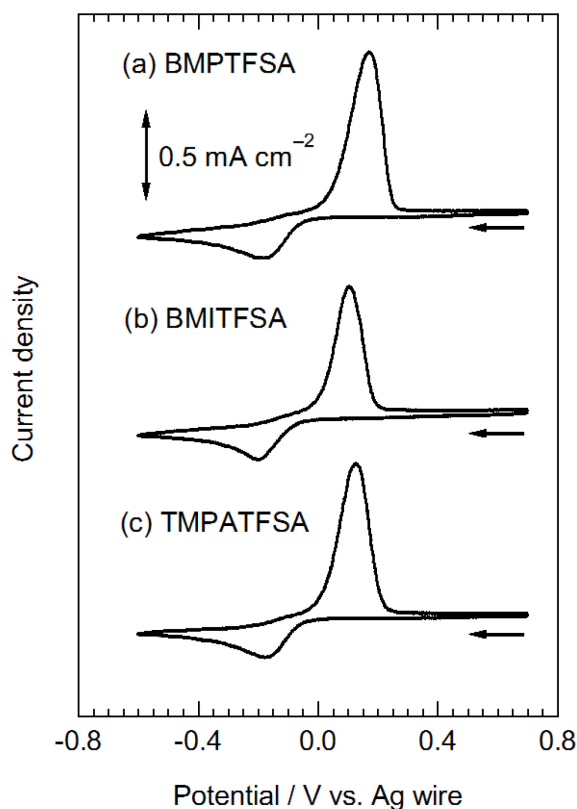 (a) BMPTFSA
0.5 mA cm⁻²
(b) BMITFSA
(c) TMPATFSA
Current density
-0.8 -0.4 0.0 0.4 0.8
Potential / V vs. Ag wire